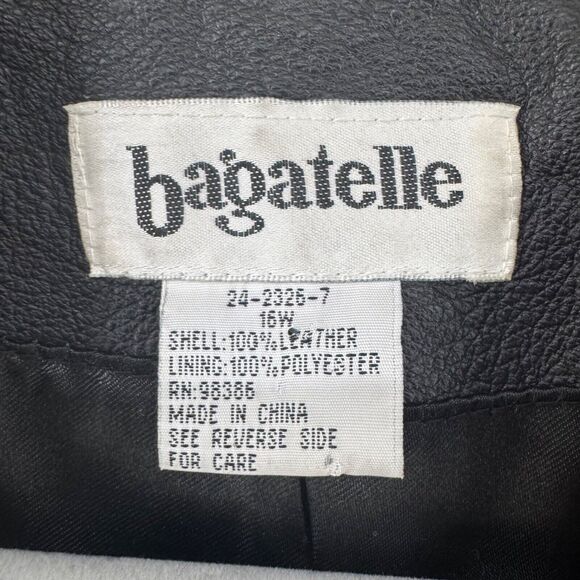 bagatelle
24-2326-7
16W
SHELL:100%LEATHER
LINING:100%POLYESTER
RN:96386
MADE IN CHINA
SEE REVERSE SIDE
FOR CARE